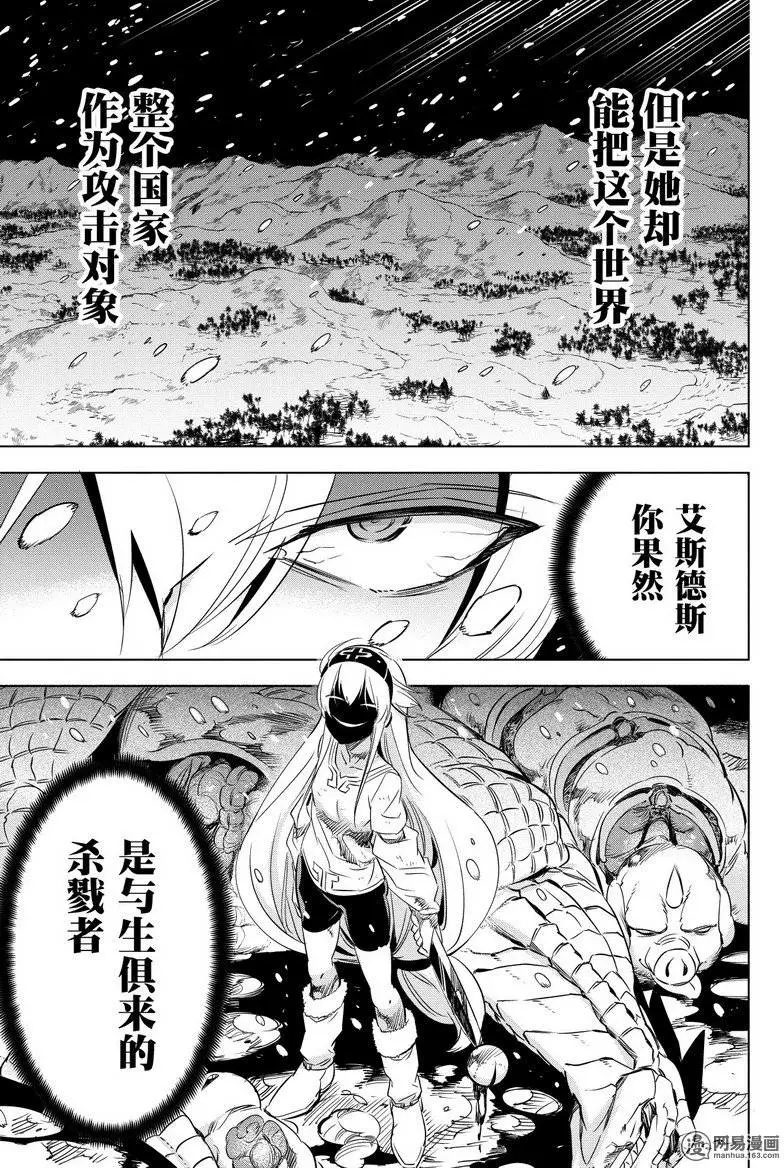 但是她却
能把这个世界
整个国家
作为攻击对象
艾斯德斯
你果然
是与生俱来的
杀戮者
网易漫画
manhua.163.com